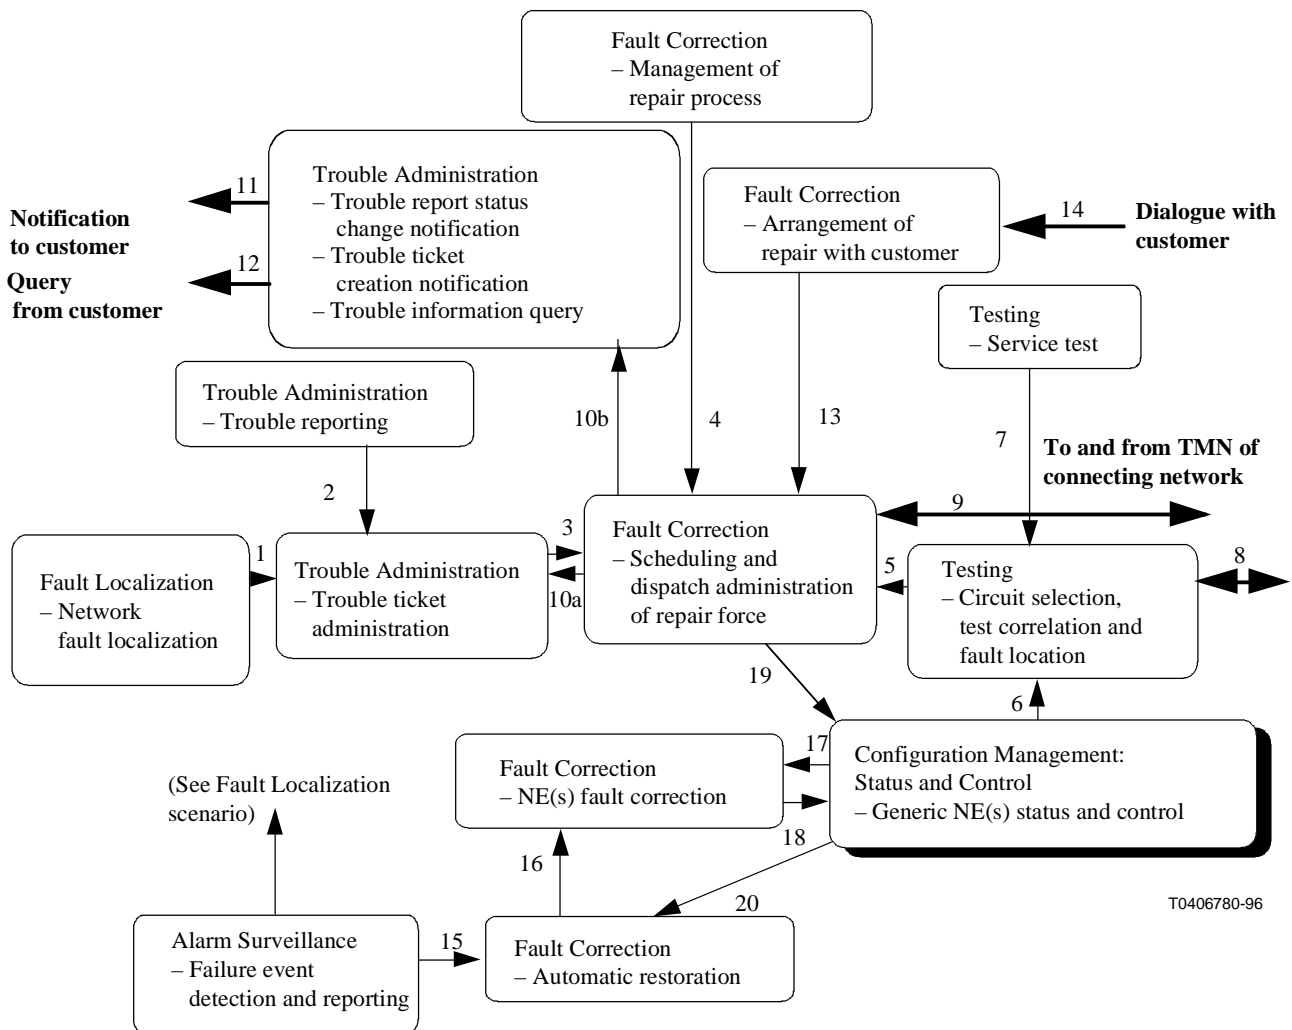 Fault Correction
– Management of
repair process
Trouble Administration
– Trouble report status
change notification
– Trouble ticket
creation notification
– Trouble information query
11
12
Notification
to customer
Query
from customer
Fault Correction
– Arrangement of
repair with customer
14
Dialogue with
customer
Testing
– Service test
Trouble Administration
– Trouble reporting
10b
4
13
7
To and from TMN of
connecting network
2
9
Fault Localization
– Network
fault localization
1
Trouble Administration
– Trouble ticket
administration
3
10a
Fault Correction
– Scheduling and
dispatch administration
of repair force
5
Testing
– Circuit selection,
test correlation and
fault location
8
19
6
Fault Correction
– NE(s) fault correction
17
18
Configuration Management:
Status and Control
– Generic NE(s) status and control
(See Fault Localization
scenario)
16
20
T0406780-96
Alarm Surveillance
– Failure event
detection and reporting
15
Fault Correction
– Automatic restoration